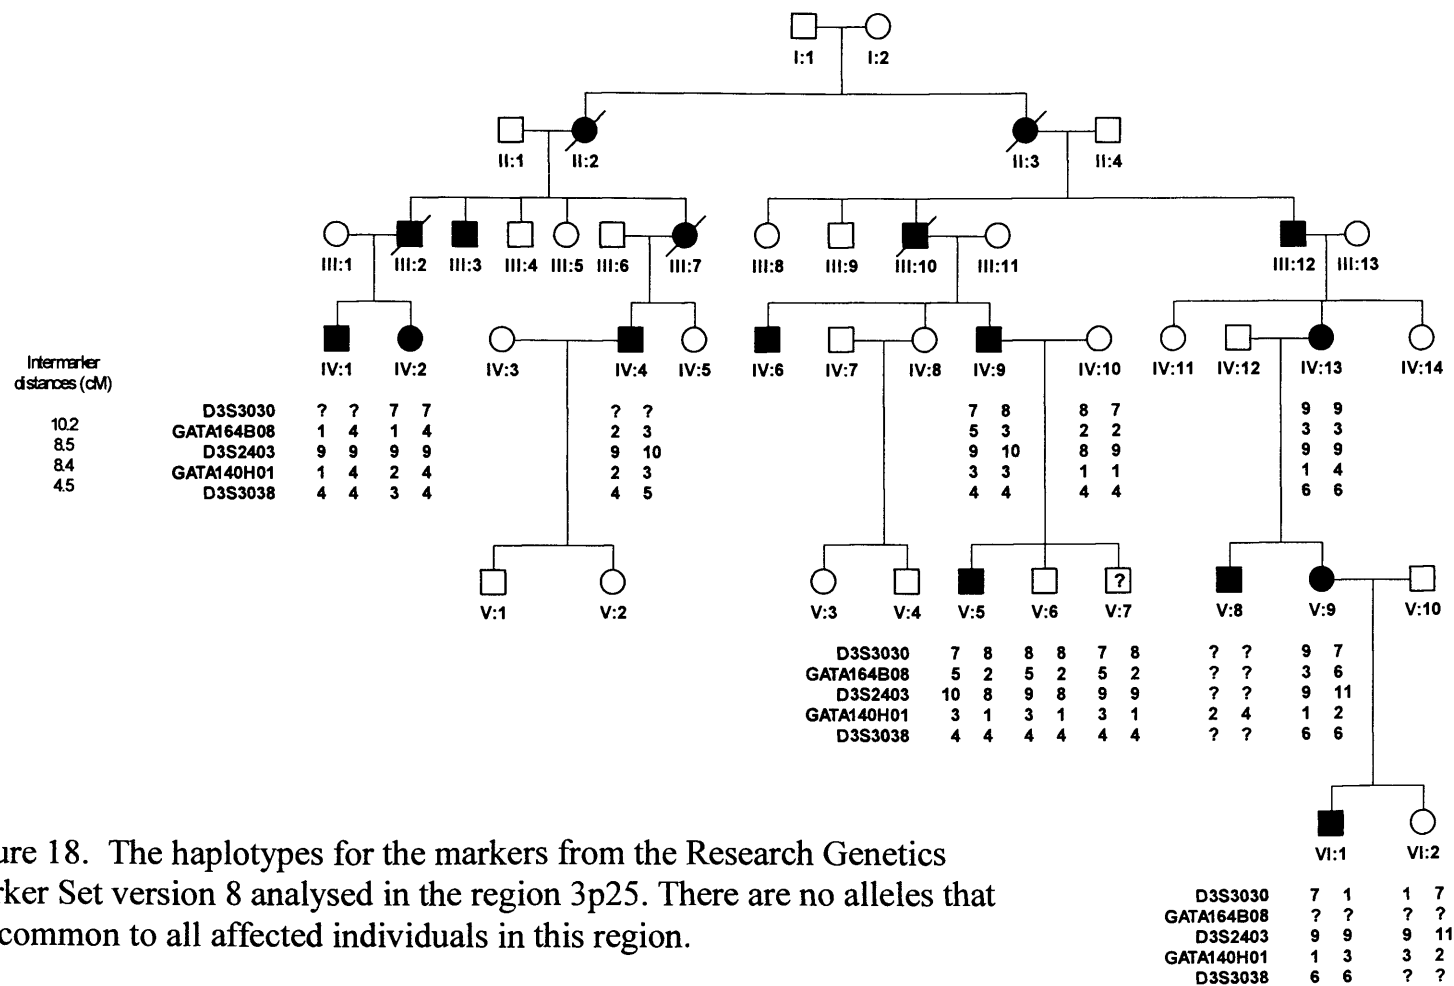 I:1 I:2
II:1 II:2 II:3 II:4
III:1 III:2 III:3 III:4 III:5 III:6 III:7 III:8 III:9 III:10 III:11 III:12 III:13
IV:1 IV:2 IV:3 IV:4 IV:5 IV:6 IV:7 IV:8 IV:9 IV:10 IV:11 IV:12 IV:13 IV:14
Intermarker
distances (cM)
10.2
8.5
8.4
4.5
D3S3030 ? ? 7 7 ? ? 7 8 8 7 9 9
GATA164B08 1 4 1 4 2 3 5 3 2 2 3 3
D3S2403 9 9 9 9 9 10 9 10 8 9 9 9
GATA140H01 1 4 2 4 2 3 3 3 1 1 1 4
D3S3038 4 4 3 4 4 5 4 4 4 4 6 6
?
V:1 V:2 V:3 V:4 V:5 V:6 V:7 V:8 V:9 V:10
D3S3030 7 8 8 8 7 8 ? ? 9 7
GATA164B08 5 2 5 2 5 2 ? ? 3 6
D3S2403 10 8 9 8 9 9 ? ? 9 11
GATA140H01 3 1 3 1 3 1 2 4 1 2
D3S3038 4 4 4 4 4 4 ? ? 6 6
VI:1 VI:2
D3S3030 7 1 1 7
GATA164B08 ? ? ? ?
D3S2403 9 9 9 11
GATA140H01 1 3 3 2
D3S3038 6 6 ? ?
ure 18. The haplotypes for the markers from the Research Genetics
rker Set version 8 analysed in the region 3p25. There are no alleles that
common to all affected individuals in this region.